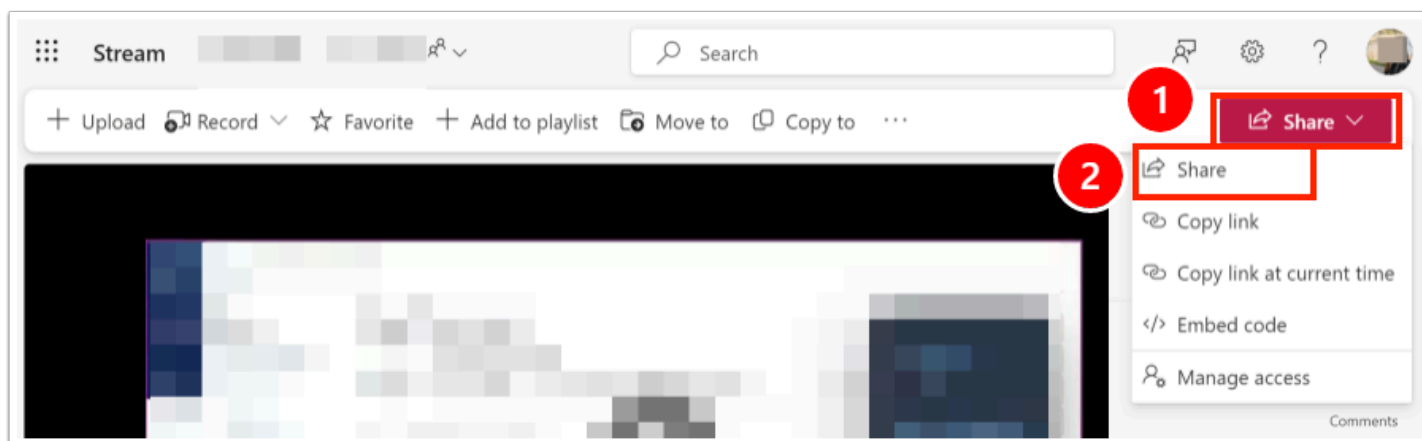 Stream
Search
?
1
Upload Record Favorite Add to playlist Move to Copy to ...
Share
2
Share
Copy link
Copy link at current time
</> Embed code
Manage access
Comments